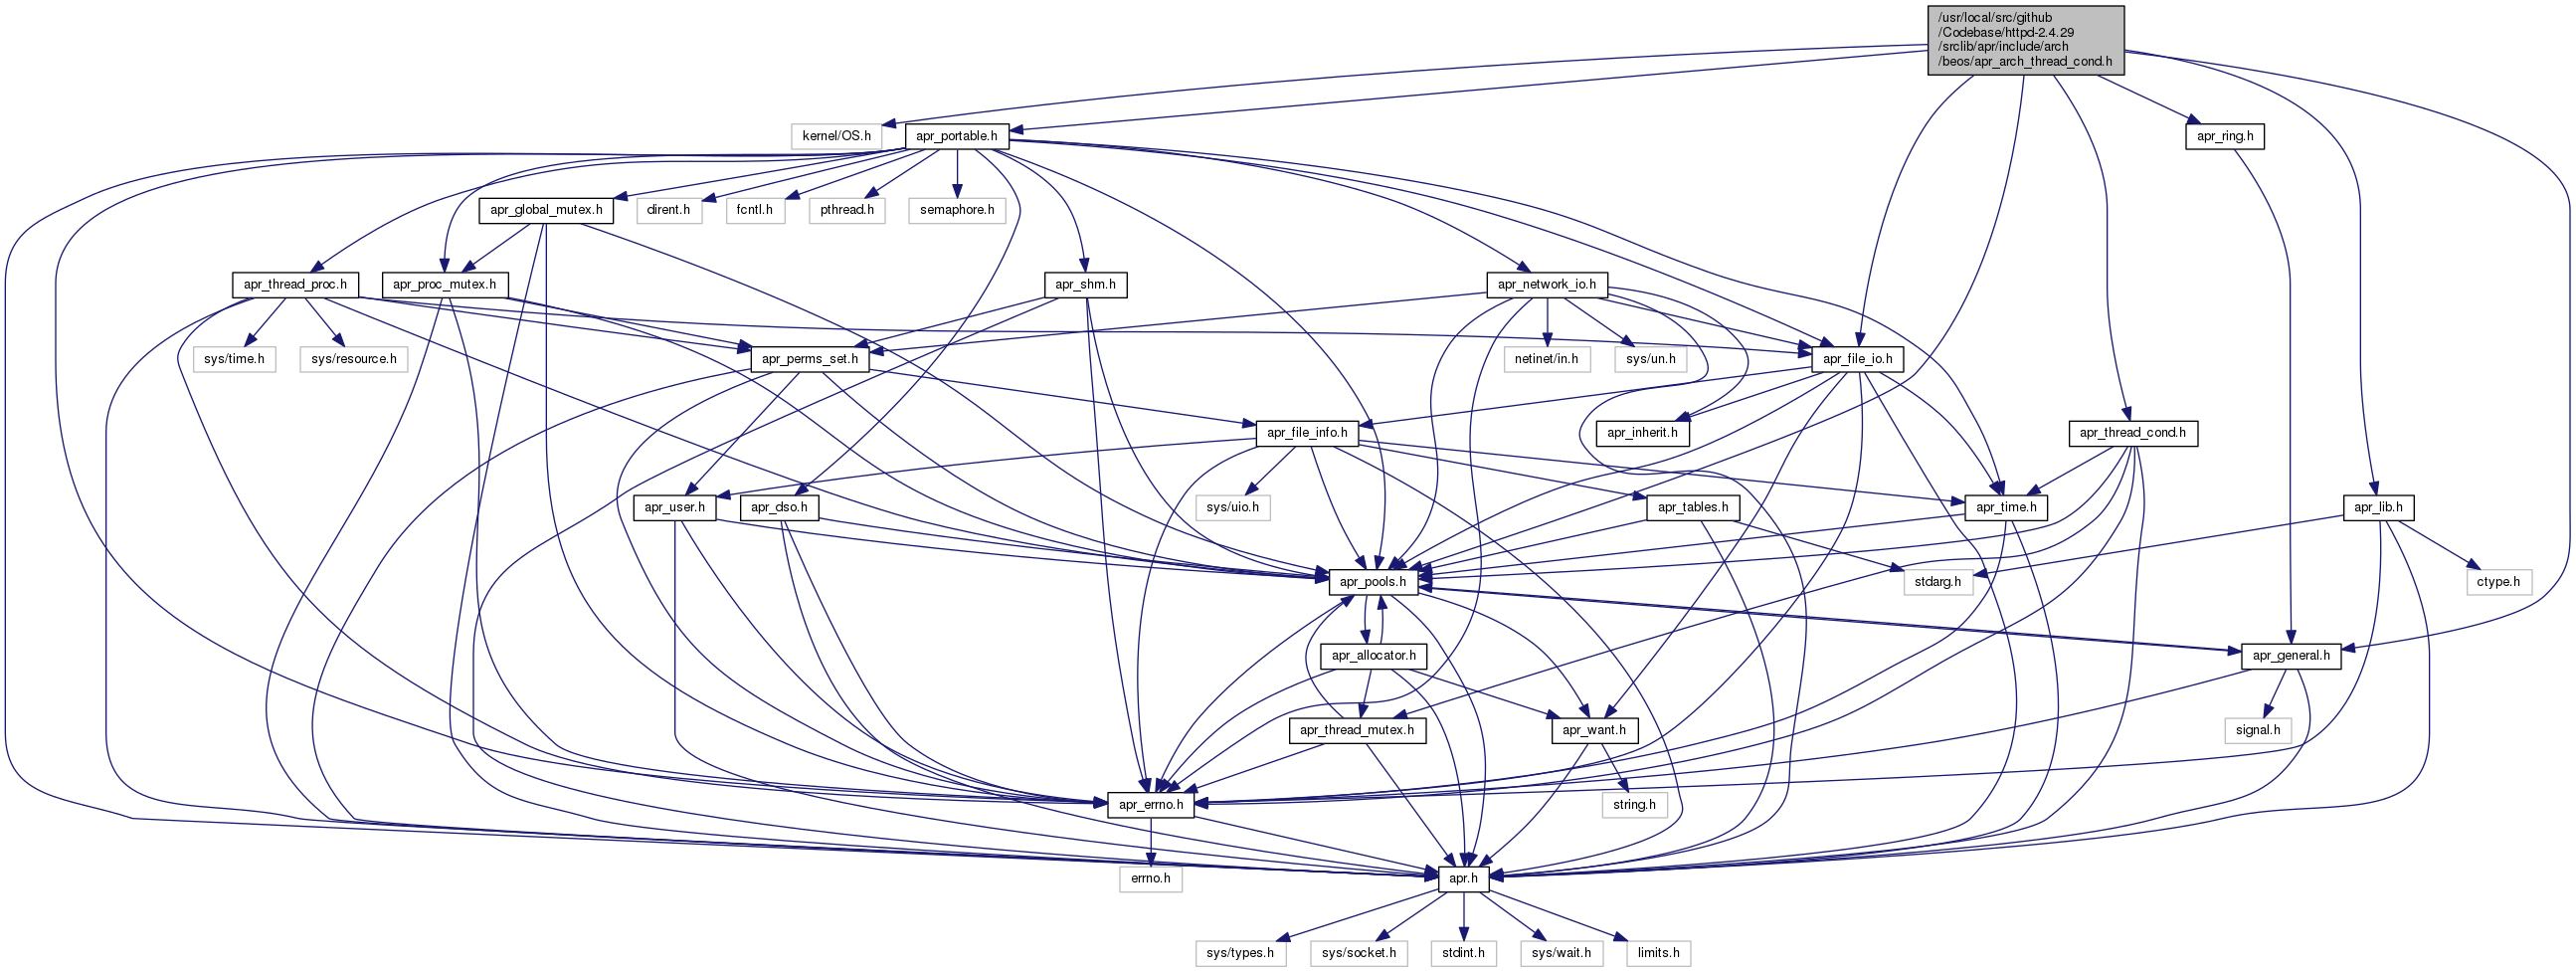 /usr/local/src/github
/Codebase/httpd-2.4.29
/srclib/apr/include/arch
/beos/apr_arch_thread_cond.h
kernel/OS.h
apr_portable.h
apr_ring.h
apr_global_mutex.h
dirent.h
fcntl.h
pthread.h
semaphore.h
apr_thread_proc.h
apr_proc_mutex.h
apr_shm.h
apr_network_io.h
sys/time.h
sys/resource.h
apr_perms_set.h
netinet/in.h
sys/un.h
apr_file_io.h
apr_file_info.h
apr_inherit.h
apr_thread_cond.h
apr_user.h
apr_dso.h
sys/uio.h
apr_tables.h
apr_time.h
apr_lib.h
apr_pools.h
stdarg.h
ctype.h
apr_allocator.h
apr_general.h
apr_thread_mutex.h
apr_want.h
signal.h
apr_errno.h
string.h
errno.h
apr.h
sys/types.h
sys/socket.h
stdint.h
sys/wait.h
limits.h